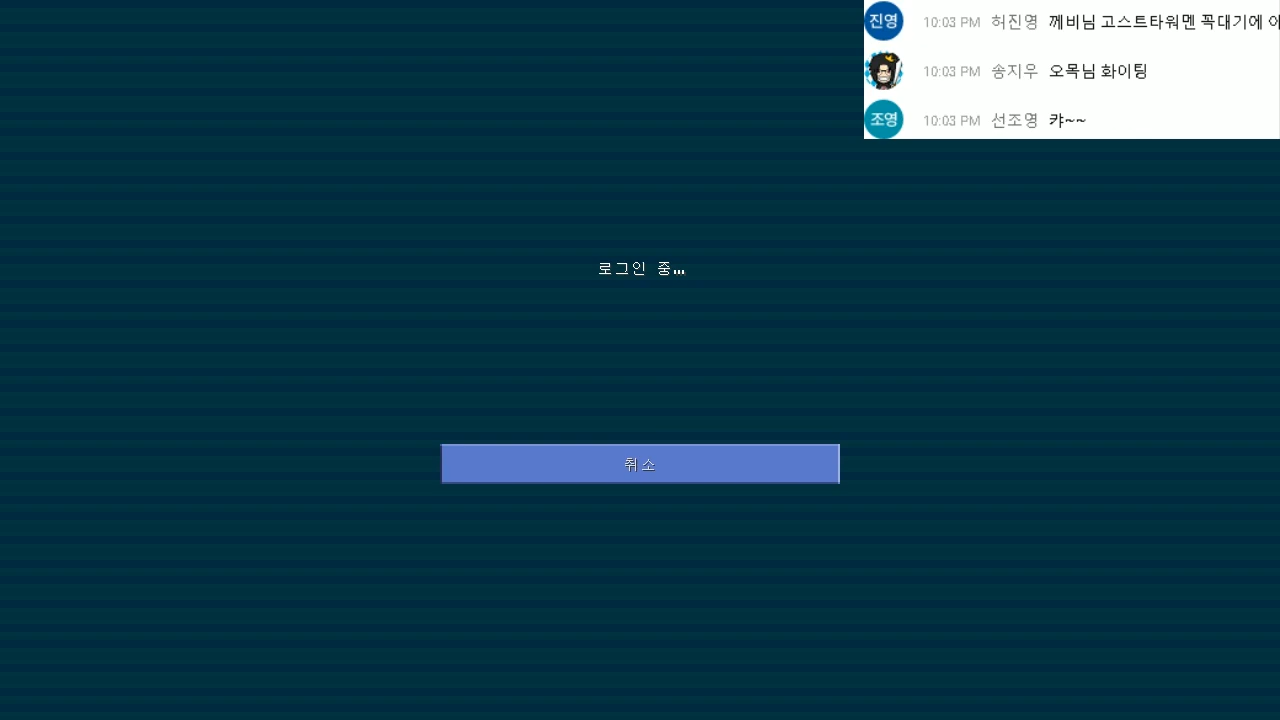 진영 10:03 PM 허진영 께비님 고스트타워맨 꼭대기에
10:03 PM 송지우 오목님 화이팅
조영 10:03 PM 선조영 캬~~
로그인 중...
취소